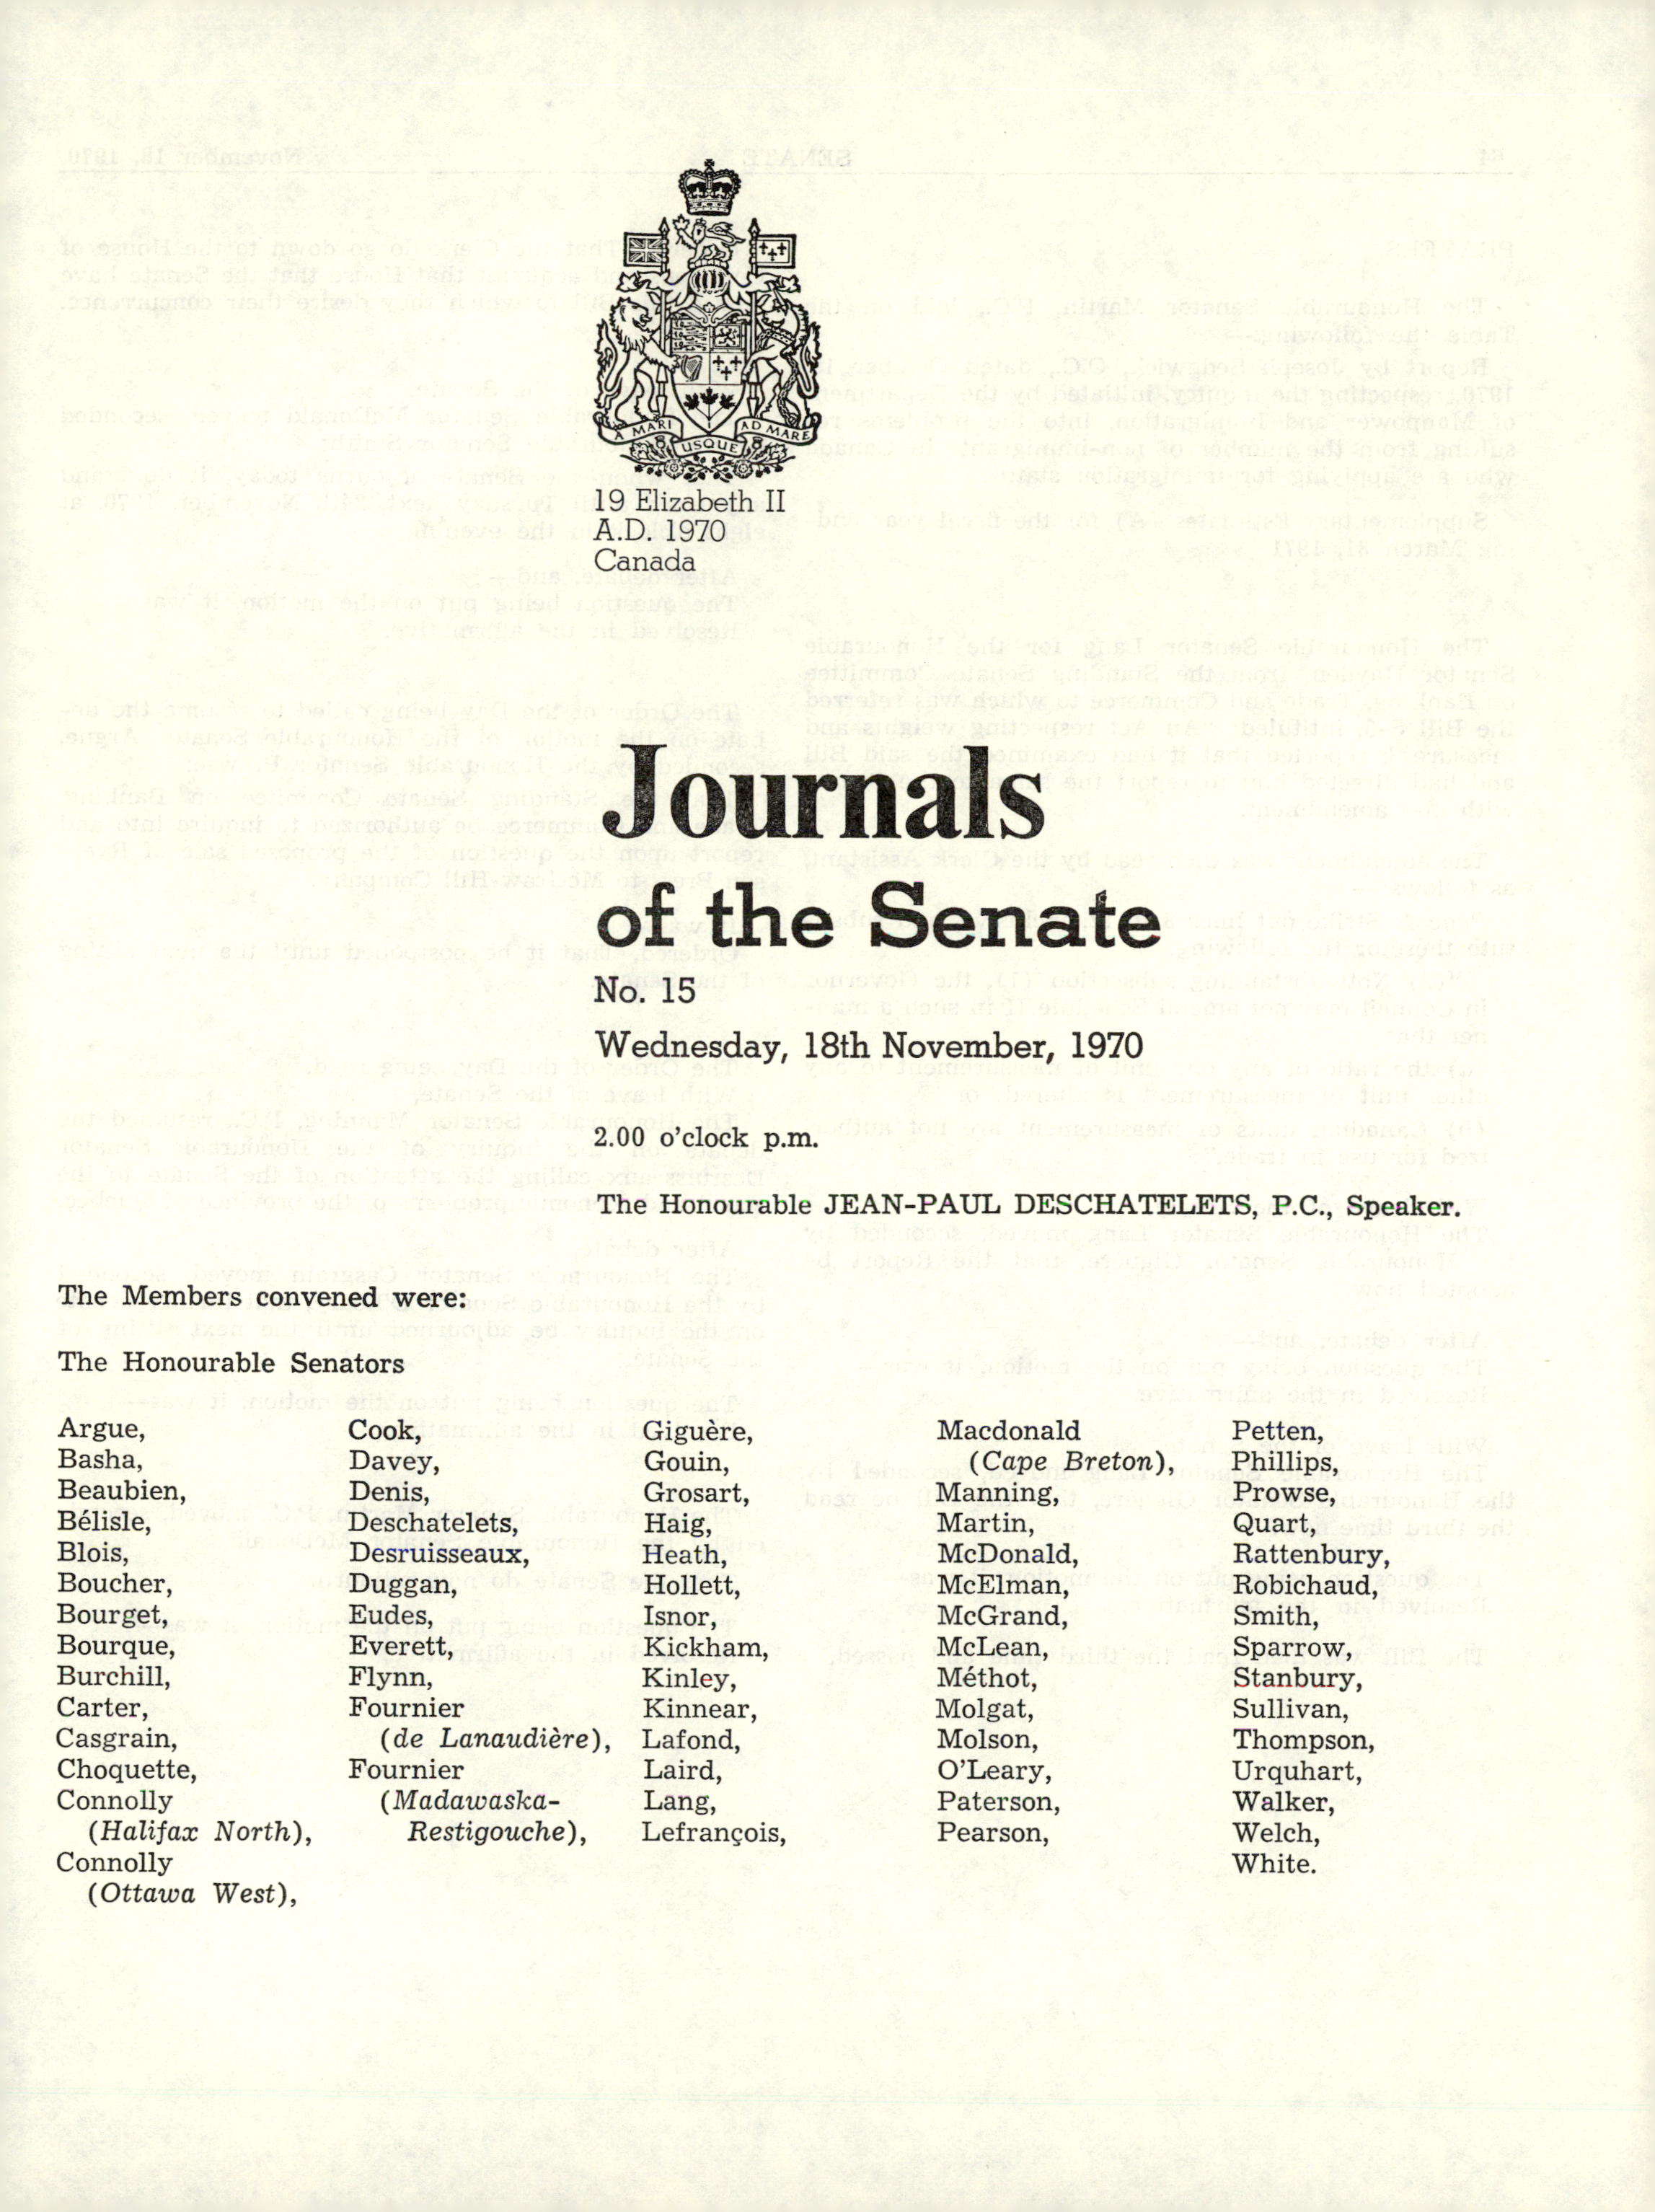 A MARI USQUE AD MARE
19 Elizabeth II
A.D. 1970
Canada
Journals
of the Senate
No. 15
Wednesday, 18th November, 1970
2.00 o'clock p.m.
The Honourable JEAN-PAUL DESCHATELETS, P.C., Speaker.
The Members convened were:
The Honourable Senators
Argue,
Basha,
Beaubien,
Bélisle,
Blois,
Boucher,
Bourget,
Bourque,
Burchill,
Carter,
Casgrain,
Choquette,
Connolly
(Halifax North),
Connolly
(Ottawa West),
Cook,
Davey,
Denis,
Deschatelets,
Desruisseaux,
Duggan,
Eudes,
Everett,
Flynn,
Fournier
(de Lanaudière),
Fournier
(Madawaska-
Restigouche),
Giguère,
Gouin,
Grosart,
Haig,
Heath,
Hollett,
Isnor,
Kickham,
Kinley,
Kinnear,
Lafond,
Laird,
Lang,
Lefrançois,
Macdonald
(Cape Breton),
Manning,
Martin,
McDonald,
McElman,
McGrand,
McLean,
Méthot,
Molgat,
Molson,
O'Leary,
Paterson,
Pearson,
Petten,
Phillips,
Prowse,
Quart,
Rattenbury,
Robichaud,
Smith,
Sparrow,
Stanbury,
Sullivan,
Thompson,
Urquhart,
Walker,
Welch,
White.